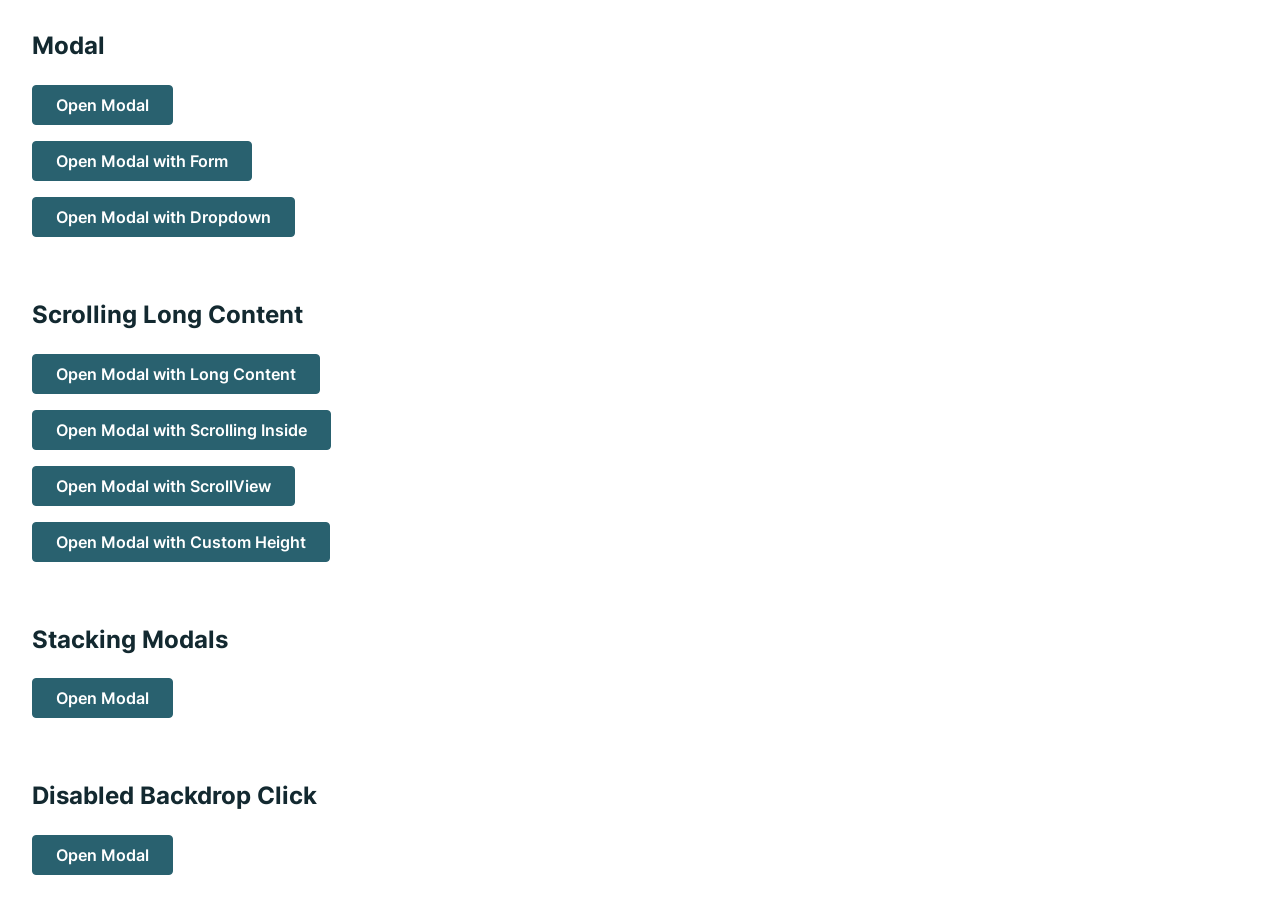 Modal
Open Modal
Open Modal with Form
Open Modal with Dropdown
Scrolling Long Content
Open Modal with Long Content
Open Modal with Scrolling Inside
Open Modal with ScrollView
Open Modal with Custom Height
Stacking Modals
Open Modal
Disabled Backdrop Click
Open Modal